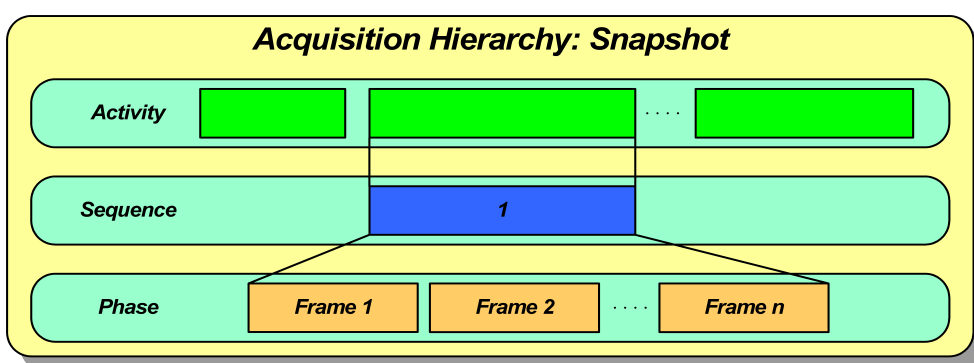 Acquisition Hierarchy: Snapshot
Activity
. . . .
Sequence
1
Phase
Frame 1
Frame 2
. . . .
Frame n